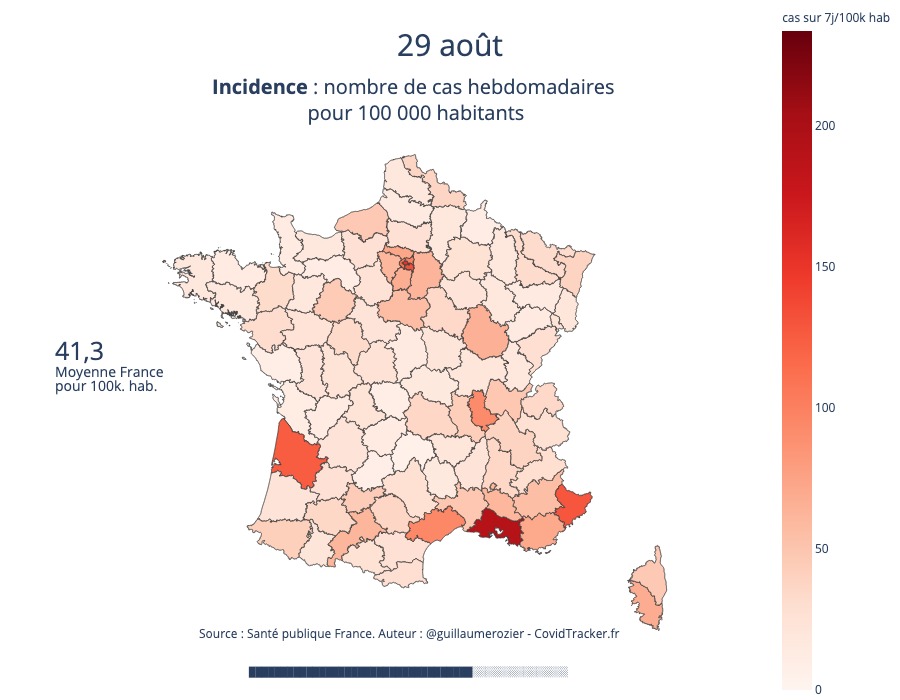 cas sur 7j/100k hab
29 août
Incidence : nombre de cas hebdomadaires
pour 100 000 habitants
200
150
41,3
Moyenne France
pour 100k. hab.
100
50
Source : Santé publique France. Auteur : @guillaumerozier - CovidTracker.fr
0